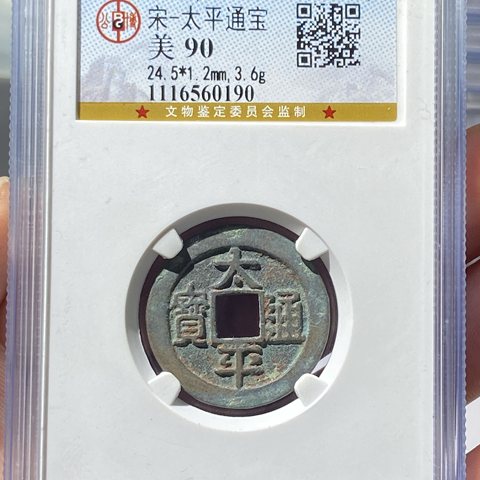 宋-太平通宝
美 90
24.5*1.2mm,3.6g
1116560190
★ 文物鉴定委员会监制 ★
太
寶 通
平